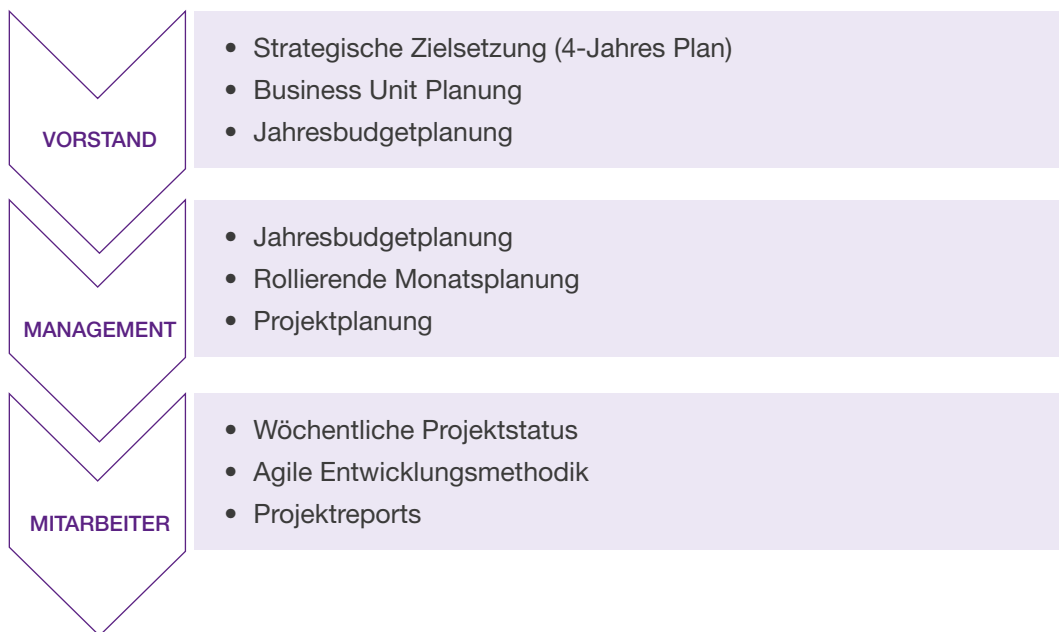 VORSTAND
• Strategische Zielsetzung (4-Jahres Plan)
• Business Unit Planung
• Jahresbudgetplanung
MANAGEMENT
• Jahresbudgetplanung
• Rollierende Monatsplanung
• Projektplanung
MITARBEITER
• Wöchentliche Projektstatus
• Agile Entwicklungsmethodik
• Projektreports